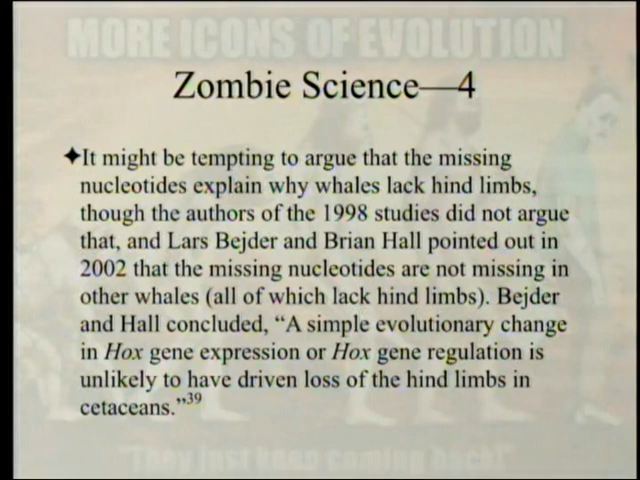 MORE ICONS OF EVOLUTION
Zombie Science—4
✦It might be tempting to argue that the missing
nucleotides explain why whales lack hind limbs,
though the authors of the 1998 studies did not argue
that, and Lars Bejder and Brian Hall pointed out in
2002 that the missing nucleotides are not missing in
other whales (all of which lack hind limbs). Bejder
and Hall concluded, “A simple evolutionary change
in Hox gene expression or Hox gene regulation is
unlikely to have driven loss of the hind limbs in
cetaceans.”39
"They just keep coming back!"